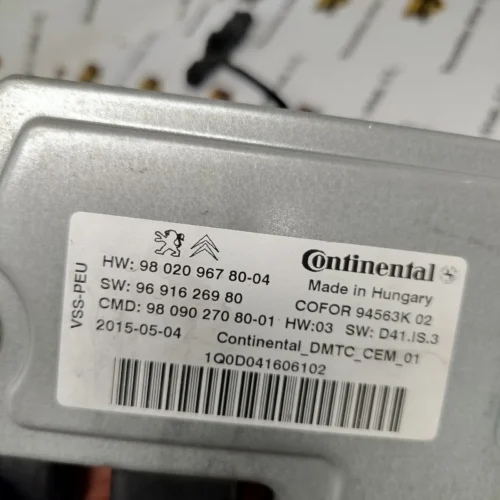 VSS-PEU
HW: 98 020 967 80-04
SW: 96 916 269 80
CMD: 98 090 270 80-01
2015-05-04
Continental
Made in Hungary
COFOR 94563K 02
HW:03 SW: D41.IS.3
Continental_DMTC_CEM_01
1Q0D041606102